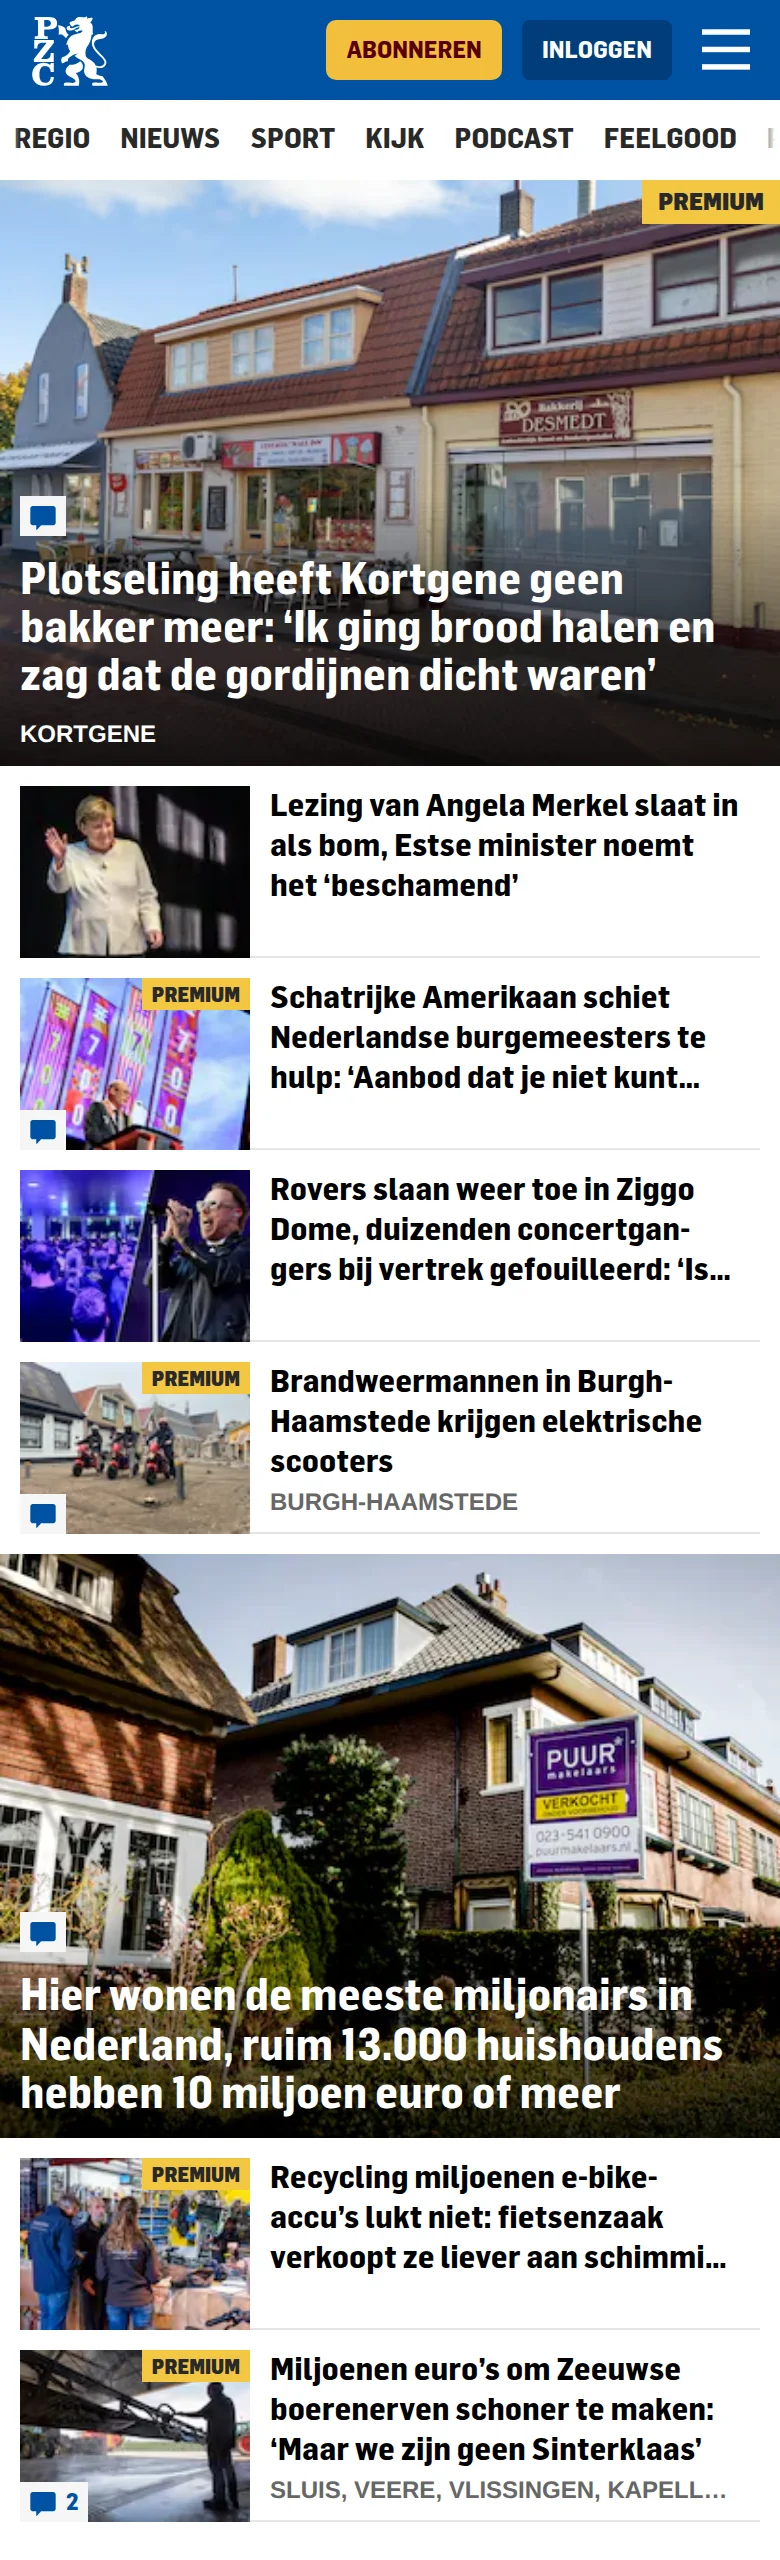 PZC
ABONNEREN
INLOGGEN
REGIO NIEUWS SPORT KIJK PODCAST FEELGOOD
PREMIUM
Bakkerij
DESMEDT
Plotseling heeft Kortgene geen
bakker meer: ‘Ik ging brood halen en
zag dat de gordijnen dicht waren’
KORTGENE
Lezing van Angela Merkel slaat in
als bom, Estse minister noemt
het ‘beschamend’
PREMIUM
Schatrijke Amerikaan schiet
Nederlandse burgemeesters te
hulp: ‘Aanbod dat je niet kunt...
Rovers slaan weer toe in Ziggo
Dome, duizenden concertgan-
gers bij vertrek gefouilleerd: ‘Is...
PREMIUM
Brandweermannen in Burgh-
Haamstede krijgen elektrische
scooters
BURGH-HAAMSTEDE
PUUR*
makelaars
VERKOCHT
ONDER VOORBEHOUD
023-541 0900
puurmakelaars.nl
Hier wonen de meeste miljonairs in
Nederland, ruim 13.000 huishoudens
hebben 10 miljoen euro of meer
PREMIUM
Recycling miljoenen e-bike-
accu’s lukt niet: fietsenzaak
verkoopt ze liever aan schimmi...
PREMIUM
2
Miljoenen euro’s om Zeeuwse
boerenerven schoner te maken:
‘Maar we zijn geen Sinterklaas’
SLUIS, VEERE, VLISSINGEN, KAPELL...